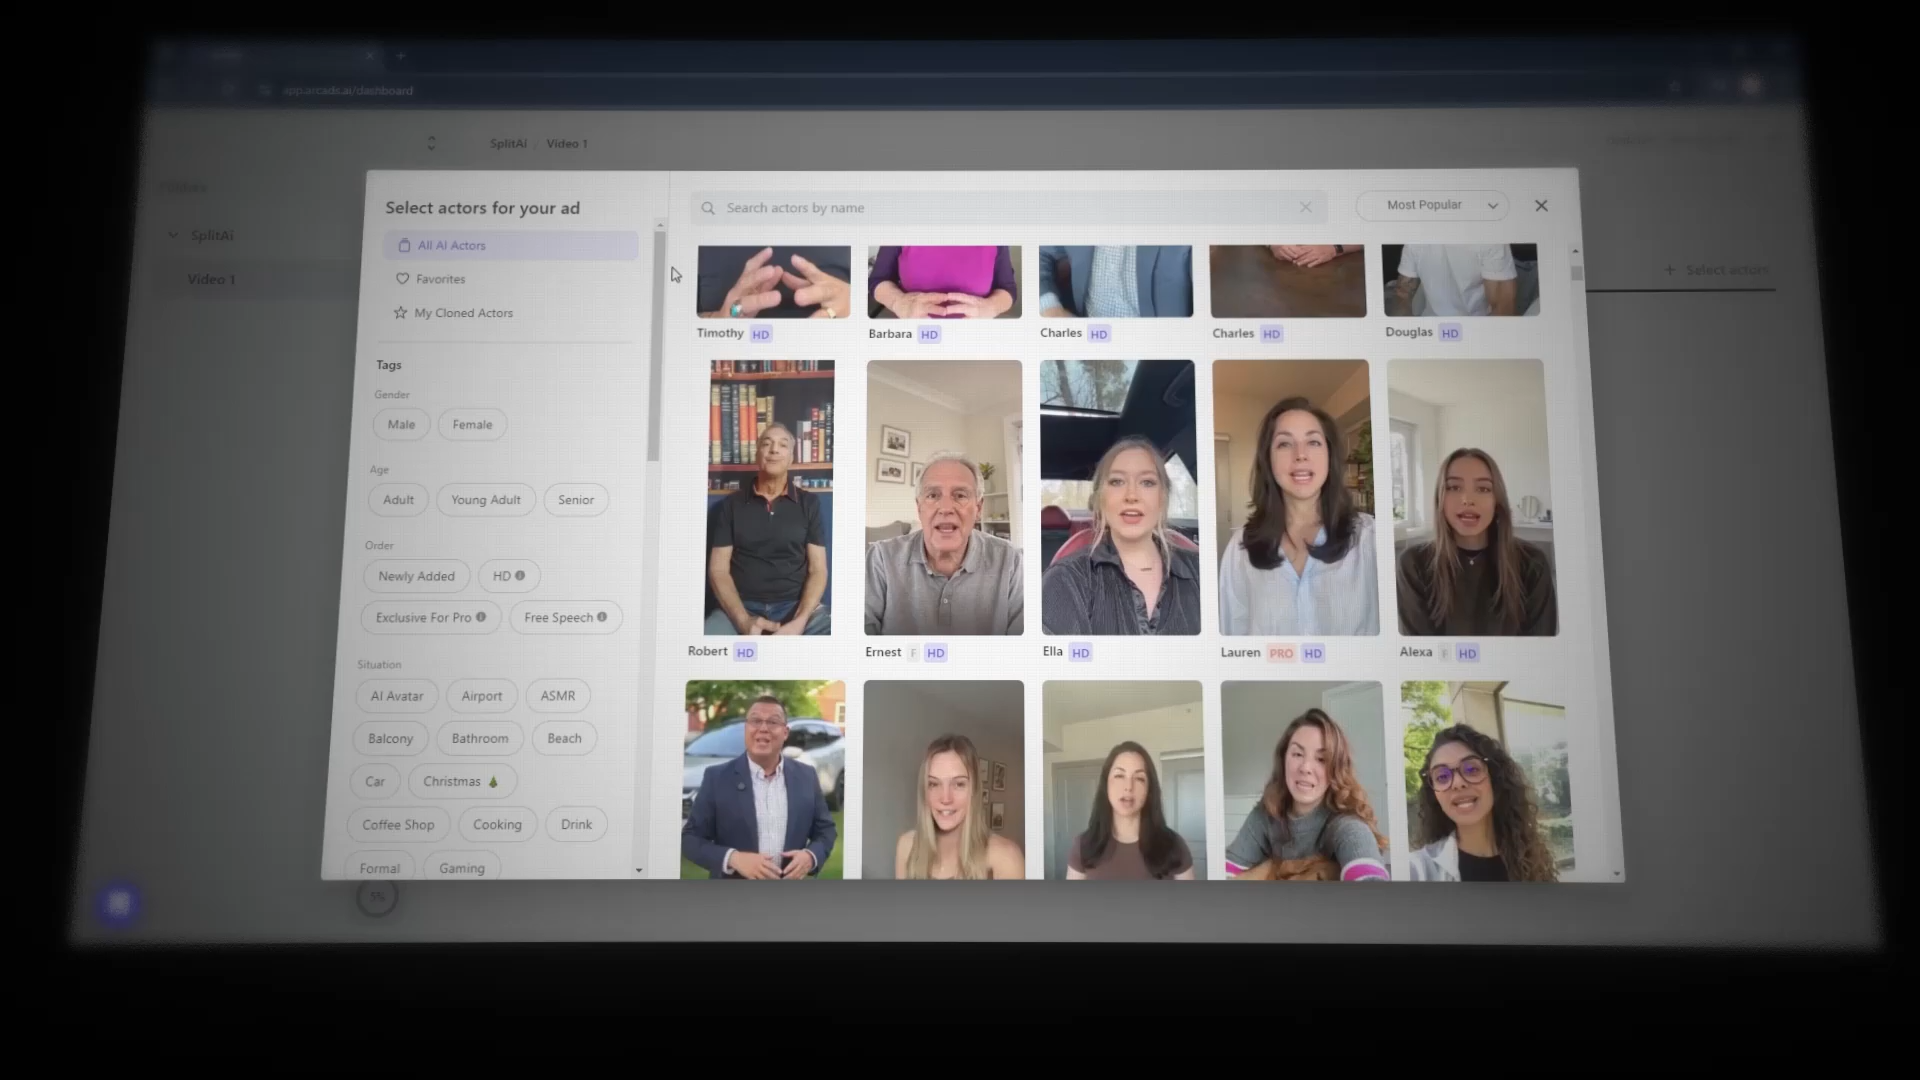 app.arcads.ai/dashboard
SplitAi Video 1
SplitAi
Video 1
Select actors for your ad
All AI Actors
Favorites
My Cloned Actors
Tags
Gender
Male Female
Age
Adult Young Adult Senior
Order
Newly Added HD
Exclusive For Pro Free Speech
Situation
AI Avatar Airport ASMR
Balcony Bathroom Beach
Car Christmas
Coffee Shop Cooking Drink
Formal Gaming
5%
Search actors by name
Most Popular
+ Select actors
Timothy HD
Barbara HD
Charles HD
Charles HD
Douglas HD
Robert HD
Ernest F HD
Ella HD
Lauren PRO HD
Alexa F HD